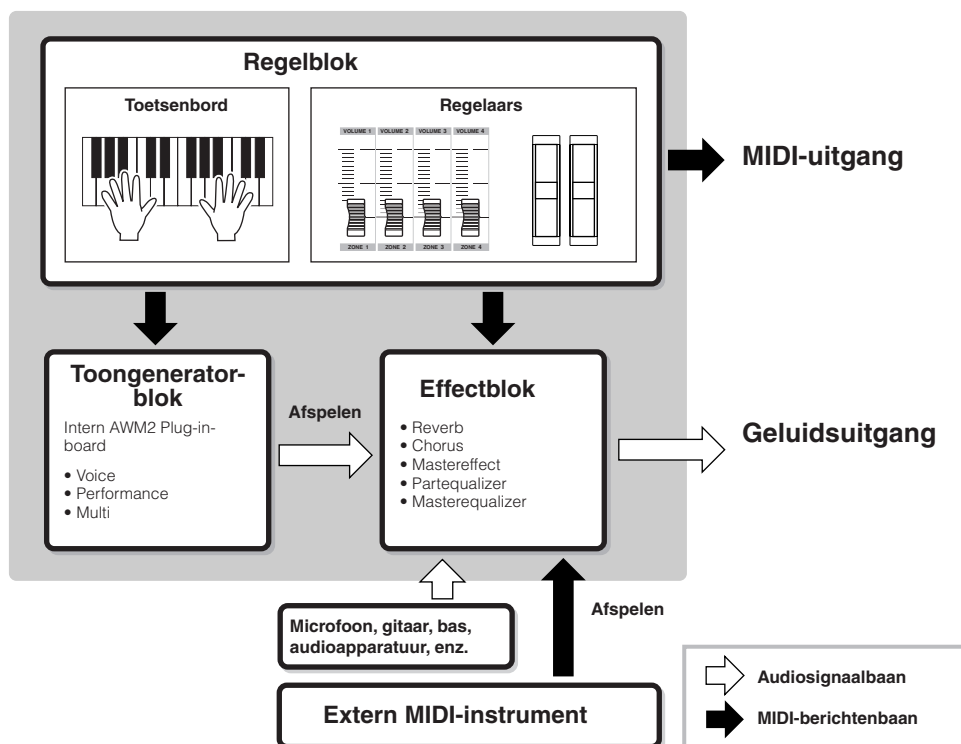 Regelblok
Toetsenbord
Regelaars
VOLUME 1 VOLUME 2 VOLUME 3 VOLUME 4
ZONE 1 ZONE 2 ZONE 3 ZONE 4
MIDI-uitgang
Toongenerator-
blok
Intern AWM2 Plug-in-
board
• Voice
• Performance
• Multi
Afspelen
Effectblok
• Reverb
• Chorus
• Mastereffect
• Partequalizer
• Masterequalizer
Geluidsuitgang
Microfoon, gitaar, bas,
audioapparatuur, enz.
Afspelen
Extern MIDI-instrument
Audiosignaalbaan
MIDI-berichtenbaan